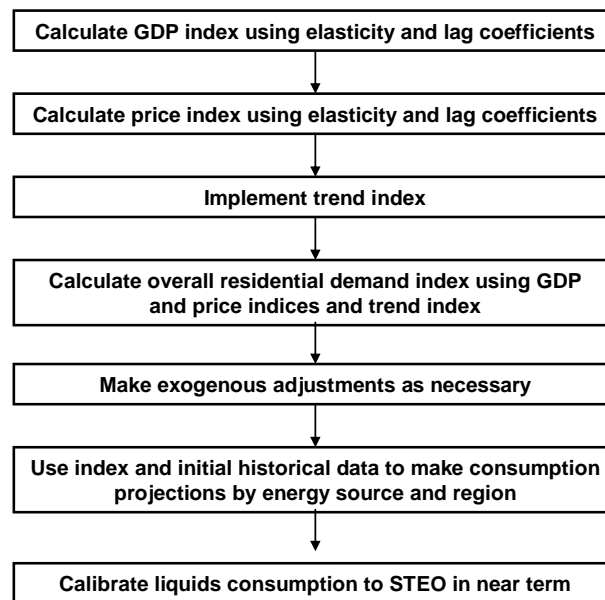 Calculate GDP index using elasticity and lag coefficients
Calculate price index using elasticity and lag coefficients
Implement trend index
Calculate overall residential demand index using GDP
and price indices and trend index
Make exogenous adjustments as necessary
Use index and initial historical data to make consumption
projections by energy source and region
Calibrate liquids consumption to STEO in near term